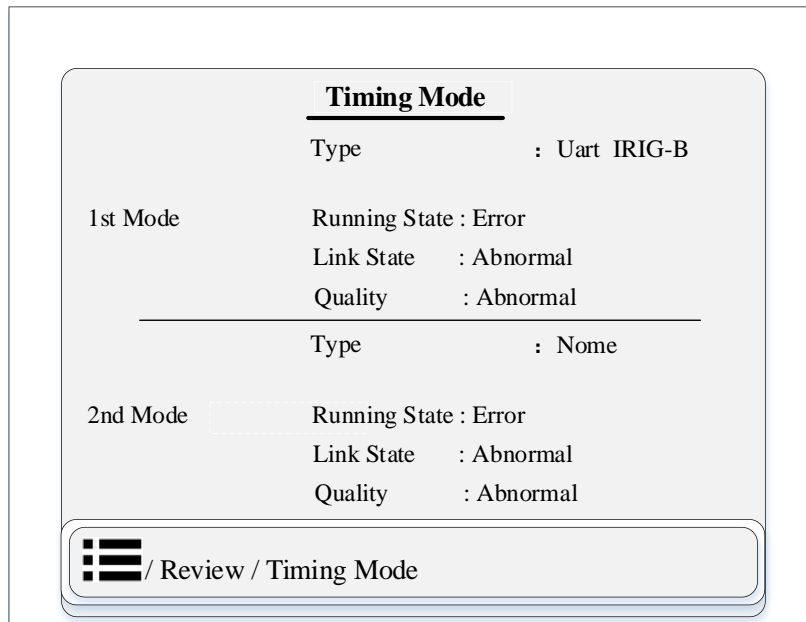 Timing Mode
Type : Uart IRIG-B
1st Mode Running State : Error
Link State : Abnormal
Quality : Abnormal
Type : Nome
2nd Mode Running State : Error
Link State : Abnormal
Quality : Abnormal
/ Review / Timing Mode